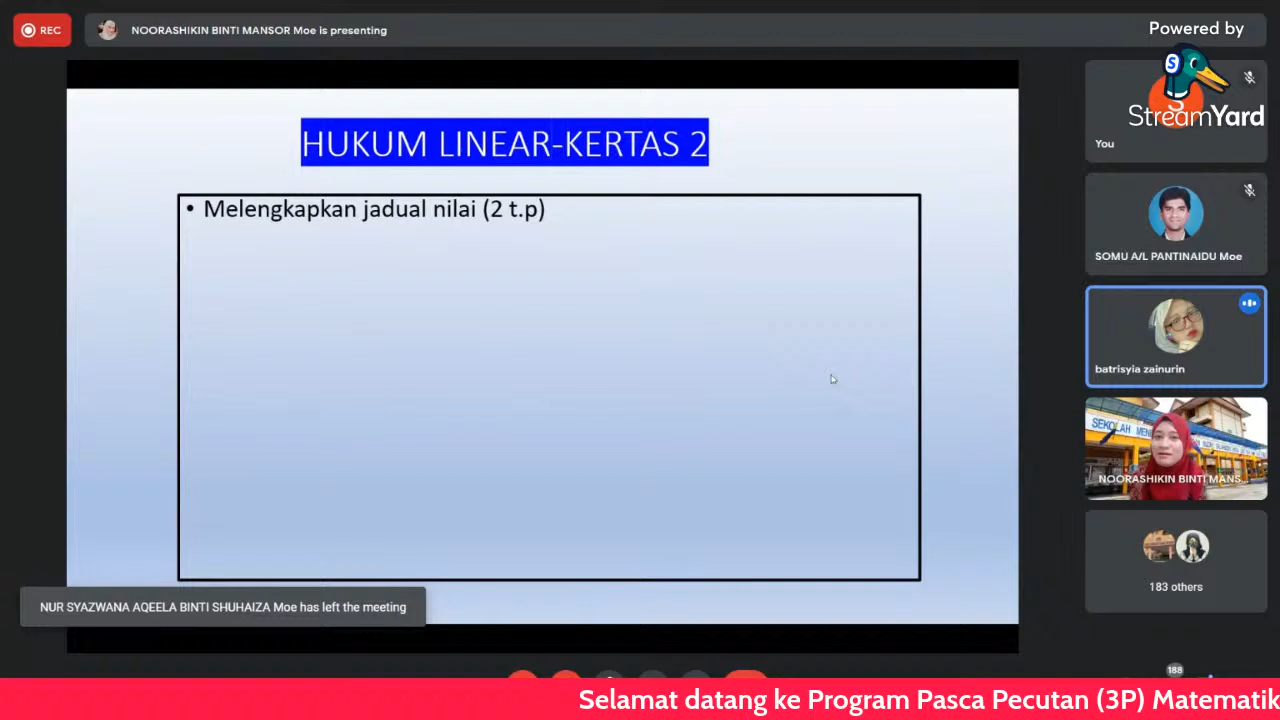 REC
NOORASHIKIN BINTI MANSOR Moe is presenting
Powered by
StreamYard
You
HUKUM LINEAR-KERTAS 2
• Melengkapkan jadual nilai (2 t.p)
SOMU A/L PANTINAIDU Moe
batrisyia zainurin
SEKOLAH MENE
NOORASHIKIN BINTI MANS...
183 others
NUR SYAZWANA AQEELA BINTI SHUHAIZA Moe has left the meeting
188
Selamat datang ke Program Pasca Pecutan (3P) Matematik